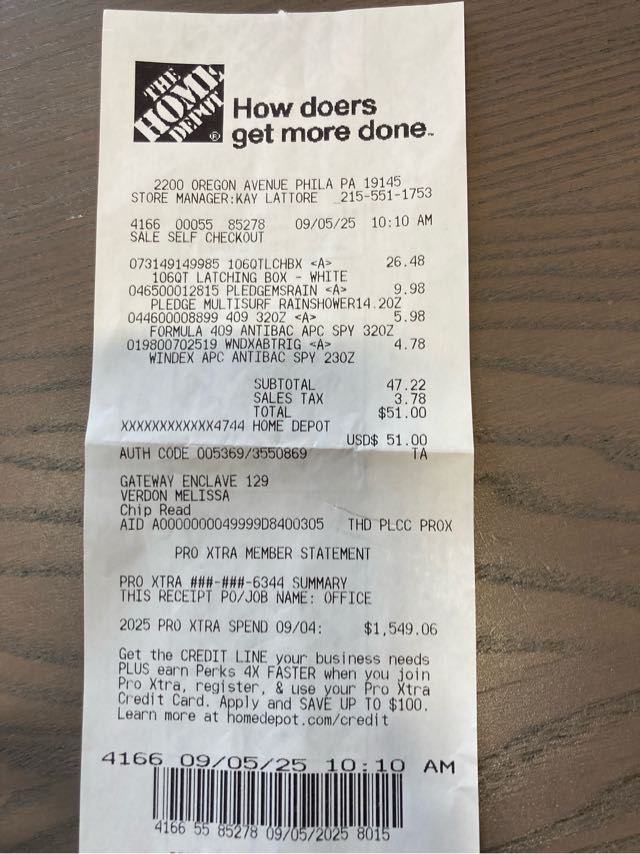 THE
HOME
DEPOT
®
How doers
get more done™
2200 OREGON AVENUE PHILA PA 19145
STORE MANAGER:KAY LATTORE 215-551-1753
4166 00055 85278 09/05/25 10:10 AM
SALE SELF CHECKOUT
073149149985 106QTLCHBX <A> 26.48
106QT LATCHING BOX - WHITE
046500012815 PLEDGEMSRAIN <A> 9.98
PLEDGE MULTISURF RAINSHOWER14.2OZ
044600008899 409 32OZ <A> 5.98
FORMULA 409 ANTIBAC APC SPY 32OZ
019800702519 WNDXABTRIG <A> 4.78
WINDEX APC ANTIBAC SPY 23OZ
SUBTOTAL 47.22
SALES TAX 3.78
TOTAL $51.00
XXXXXXXXXXXX4744 HOME DEPOT
USD$ 51.00
AUTH CODE 005369/3550869 TA
GATEWAY ENCLAVE 129
VERDON MELISSA
Chip Read
AID A0000000049999D8400305 THD PLCC PROX
PRO XTRA MEMBER STATEMENT
PRO XTRA ###-###-6344 SUMMARY
THIS RECEIPT PO/JOB NAME: OFFICE
2025 PRO XTRA SPEND 09/04: $1,549.06
Get the CREDIT LINE your business needs
PLUS earn Perks 4X FASTER when you join
Pro Xtra, register, & use your Pro Xtra
Credit Card. Apply and SAVE UP TO $100.
Learn more at homedepot.com/credit
4166 09/05/25 10:10 AM
4166 55 85278 09/05/2025 8015